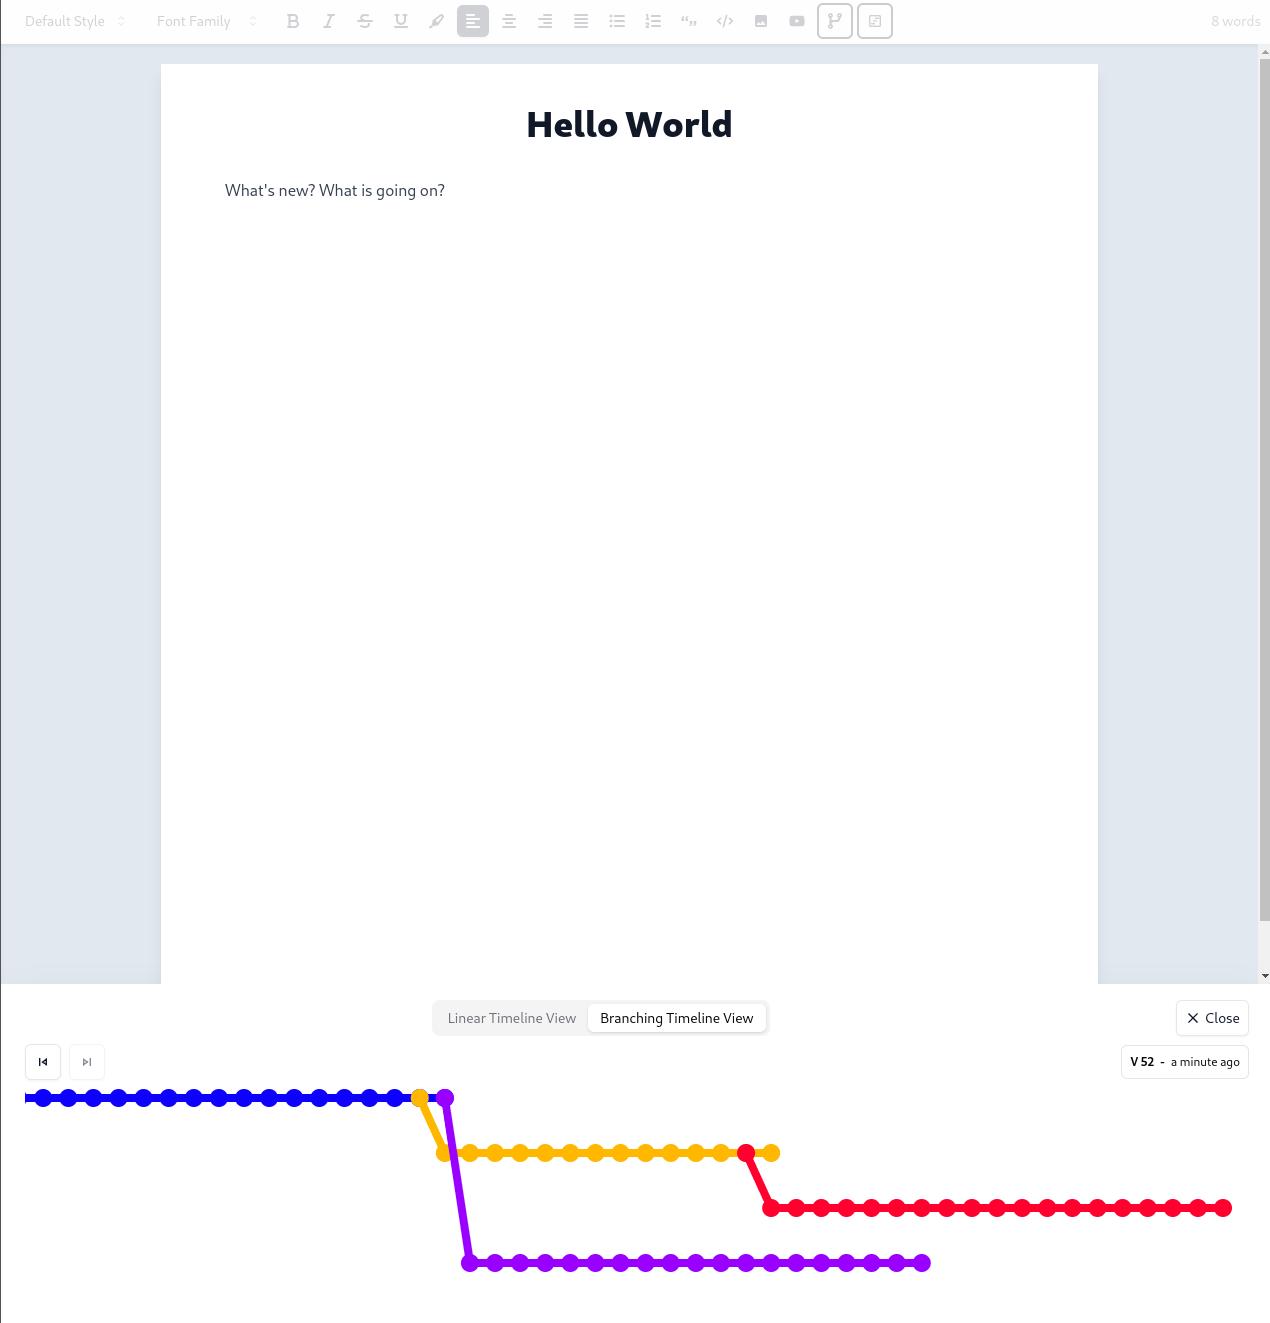 Default Style Font Family 8 words
Hello World
What's new? What is going on?
Linear Timeline View Branching Timeline View Close
V 52 - a minute ago